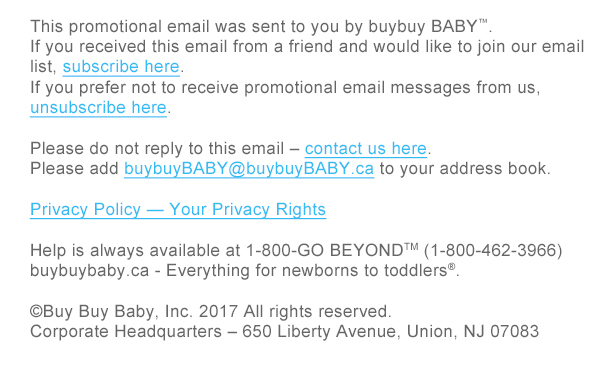 This promotional email was sent to you by buybuy BABY™.
If you received this email from a friend and would like to join our email
list, subscribe here.
If you prefer not to receive promotional email messages from us,
unsubscribe here.
Please do not reply to this email – contact us here.
Please add buybuyBABY@buybuyBABY.ca to your address book.
Privacy Policy — Your Privacy Rights
Help is always available at 1-800-GO BEYOND™ (1-800-462-3966)
buybuybaby.ca - Everything for newborns to toddlers®.
©Buy Buy Baby, Inc. 2017 All rights reserved.
Corporate Headquarters – 650 Liberty Avenue, Union, NJ 07083